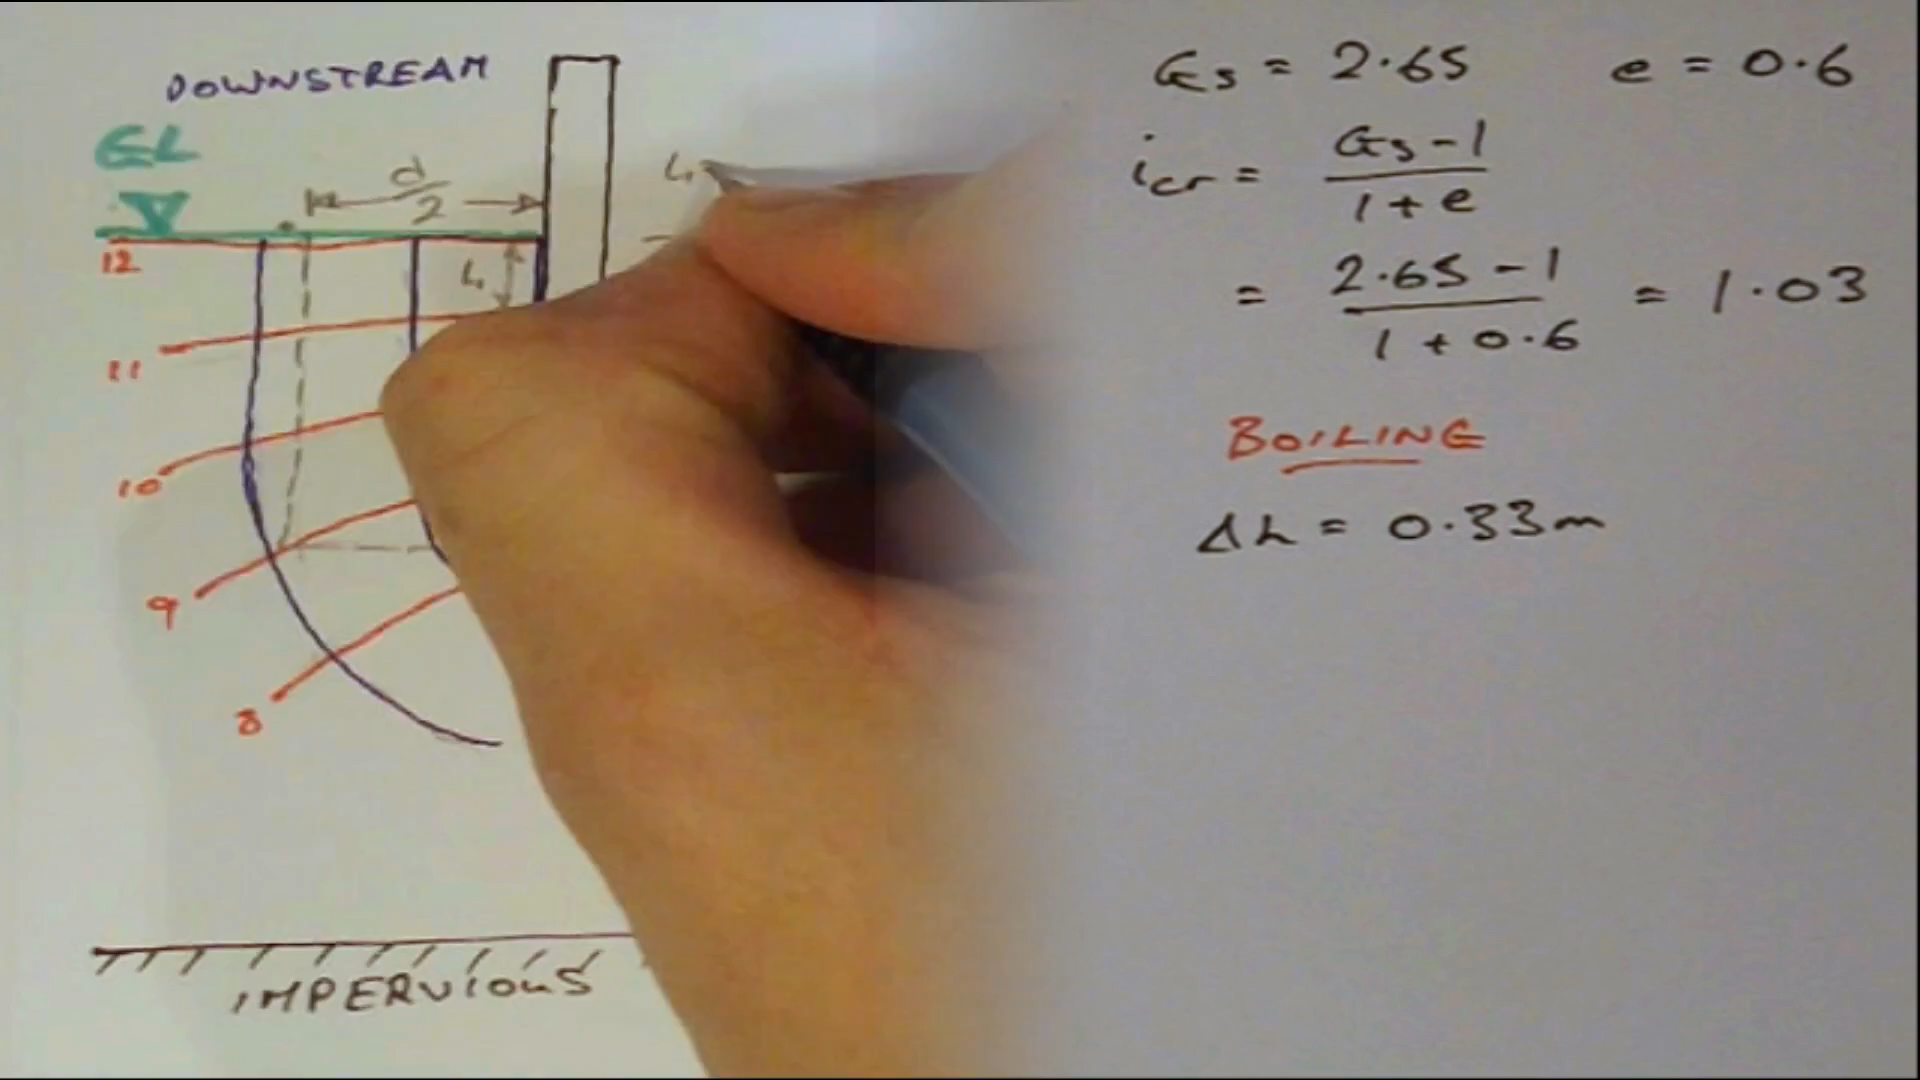 DOWNSTREAM
GL
d/2
12
L
11
10
9
8
IMPERVIOUS
L
Gs = 2.65 e = 0.6
icr = Gs - 1 / 1 + e
= 2.65 - 1 / 1 + 0.6 = 1.03
BOILING
Δh = 0.33m